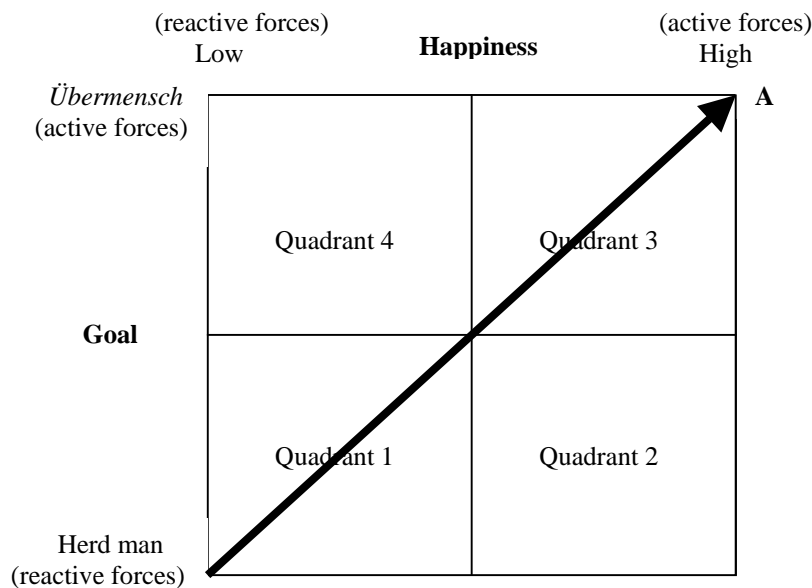 (reactive forces)
Low
Happiness
(active forces)
High
Übermensch
(active forces)
A
Quadrant 4
Quadrant 3
Goal
Quadrant 1
Quadrant 2
Herd man
(reactive forces)